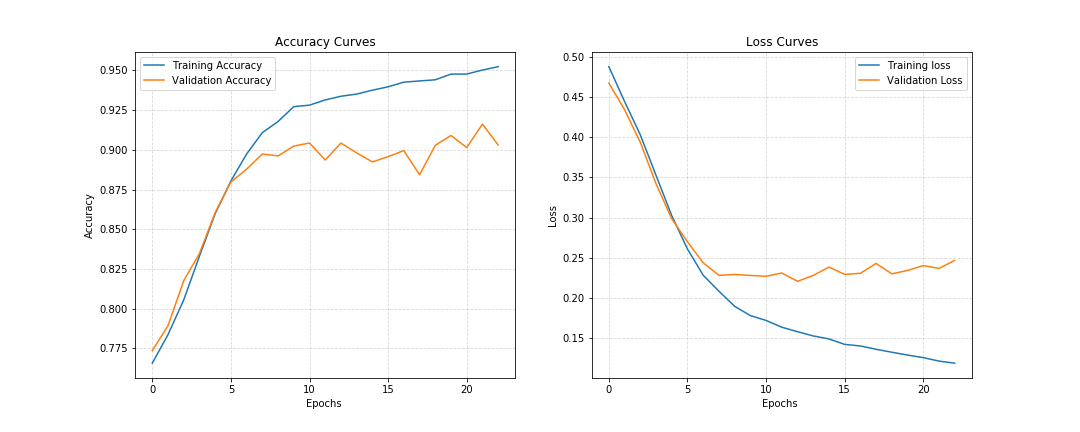 Accuracy Curves
Training Accuracy
Validation Accuracy
Accuracy
0.950
0.925
0.900
0.875
0.850
0.825
0.800
0.775
0 5 10 15 20
Epochs
Loss Curves
Training loss
Validation Loss
Loss
0.50
0.45
0.40
0.35
0.30
0.25
0.20
0.15
0 5 10 15 20
Epochs